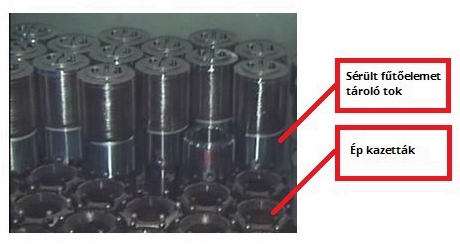 Sérült fűtőelemet
tároló tok
Ép kazetták